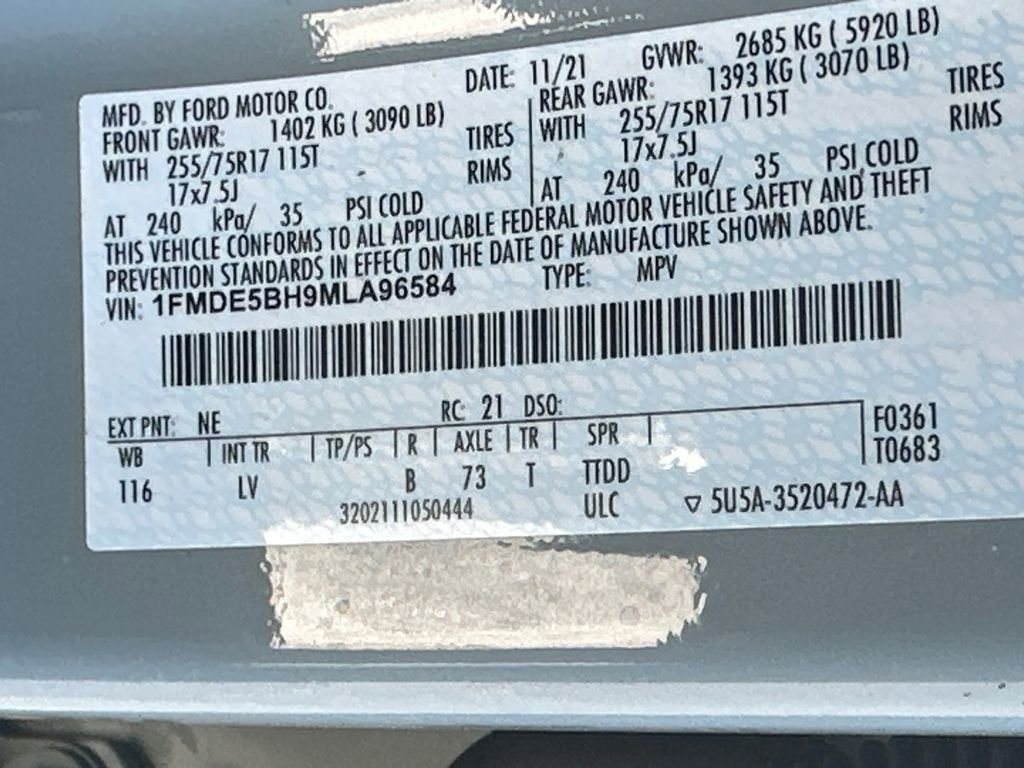 MFD. BY FORD MOTOR CO. DATE: 11/21 GVWR: 2685 KG ( 5920 LB)
FRONT GAWR: 1402 KG ( 3090 LB) REAR GAWR: 1393 KG ( 3070 LB)
WITH 255/75R17 115T TIRES WITH 255/75R17 115T TIRES
17x7.5J RIMS 17x7.5J RIMS
AT 240 kPa/ 35 PSI COLD AT 240 kPa/ 35 PSI COLD
THIS VEHICLE CONFORMS TO ALL APPLICABLE FEDERAL MOTOR VEHICLE SAFETY AND THEFT
PREVENTION STANDARDS IN EFFECT ON THE DATE OF MANUFACTURE SHOWN ABOVE.
VIN: 1FMDE5BH9MLA96584 TYPE: MPV
EXT PNT: NE RC: 21 DSO:
WB INT TR TP/PS R AXLE TR SPR F0361
116 LV B 73 T TTDD T0683
3202111050444 ULC ▽ 5U5A-3520472-AA